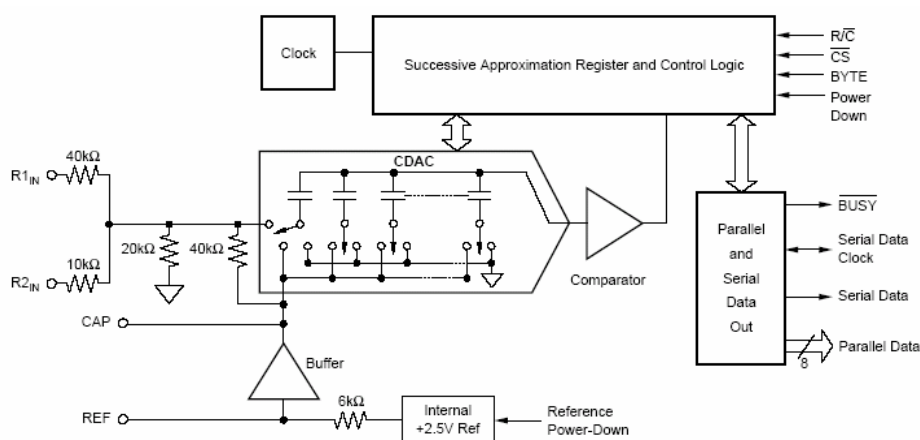 Clock
Successive Approximation Register and Control Logic
R/C̅
C̅S̅
BYTE
Power
Down
CDAC
40kΩ
R1IN
20kΩ
40kΩ
10kΩ
R2IN
Comparator
B̅U̅S̅Y̅
Parallel
and
Serial
Data
Out
Serial Data
Clock
Serial Data
8
Parallel Data
CAP
Buffer
REF
6kΩ
Internal
+2.5V Ref
Reference
Power-Down